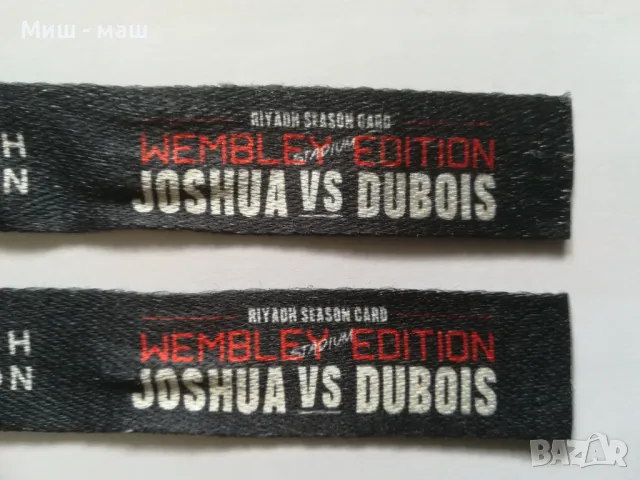 Миш - маш
RIYADH SEASON CARD
WEMBLEY STADIUM EDITION
JOSHUA VS DUBOIS
H
N
RIYADH SEASON CARD
WEMBLEY STADIUM EDITION
JOSHUA VS DUBOIS
H
ON
BAZAR